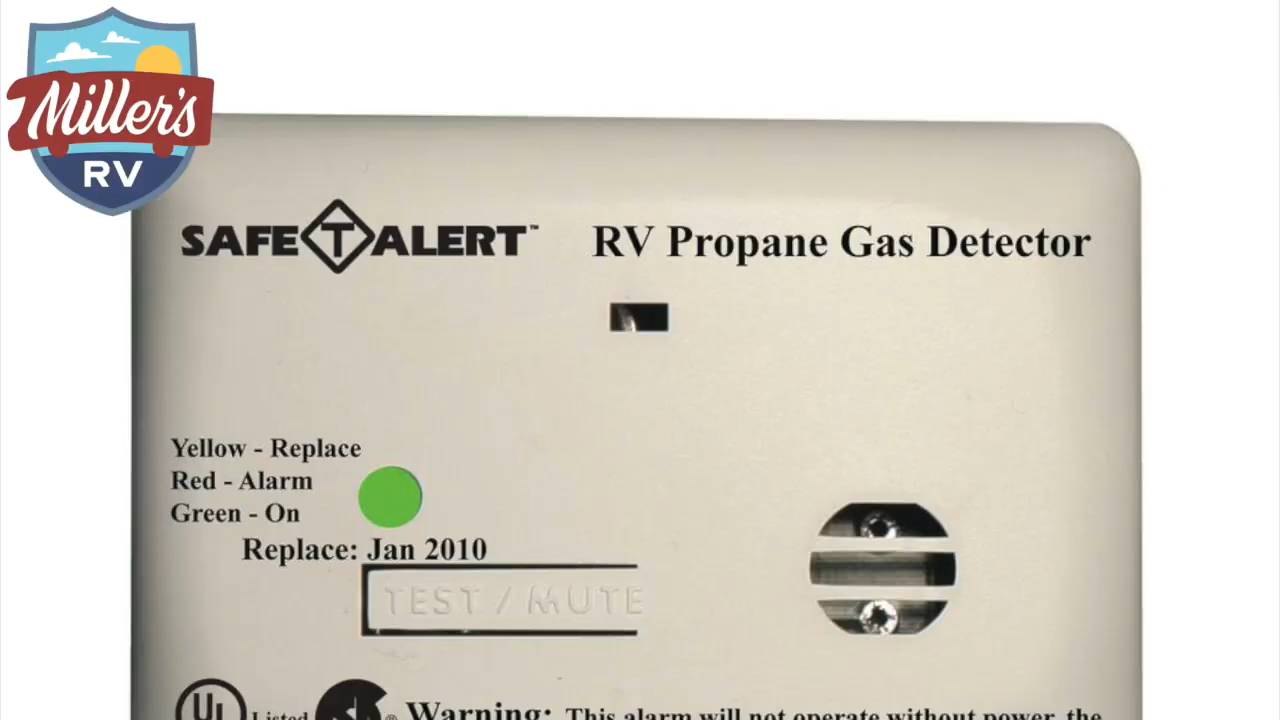 Miller's
RV
SAFE T ALERT™ RV Propane Gas Detector
Yellow - Replace
Red - Alarm
Green - On
Replace: Jan 2010
TEST / MUTE
UL Listed ® Warning: This alarm will not operate without power, the